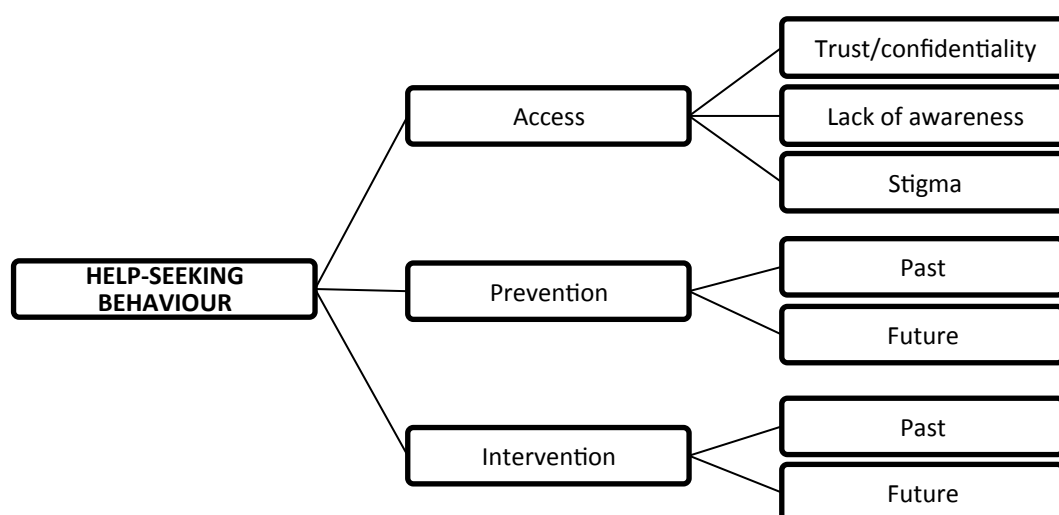 Trust/confidentiality
Access
Lack of awareness
Stigma
HELP-SEEKING
BEHAVIOUR
Prevention
Past
Future
Intervention
Past
Future